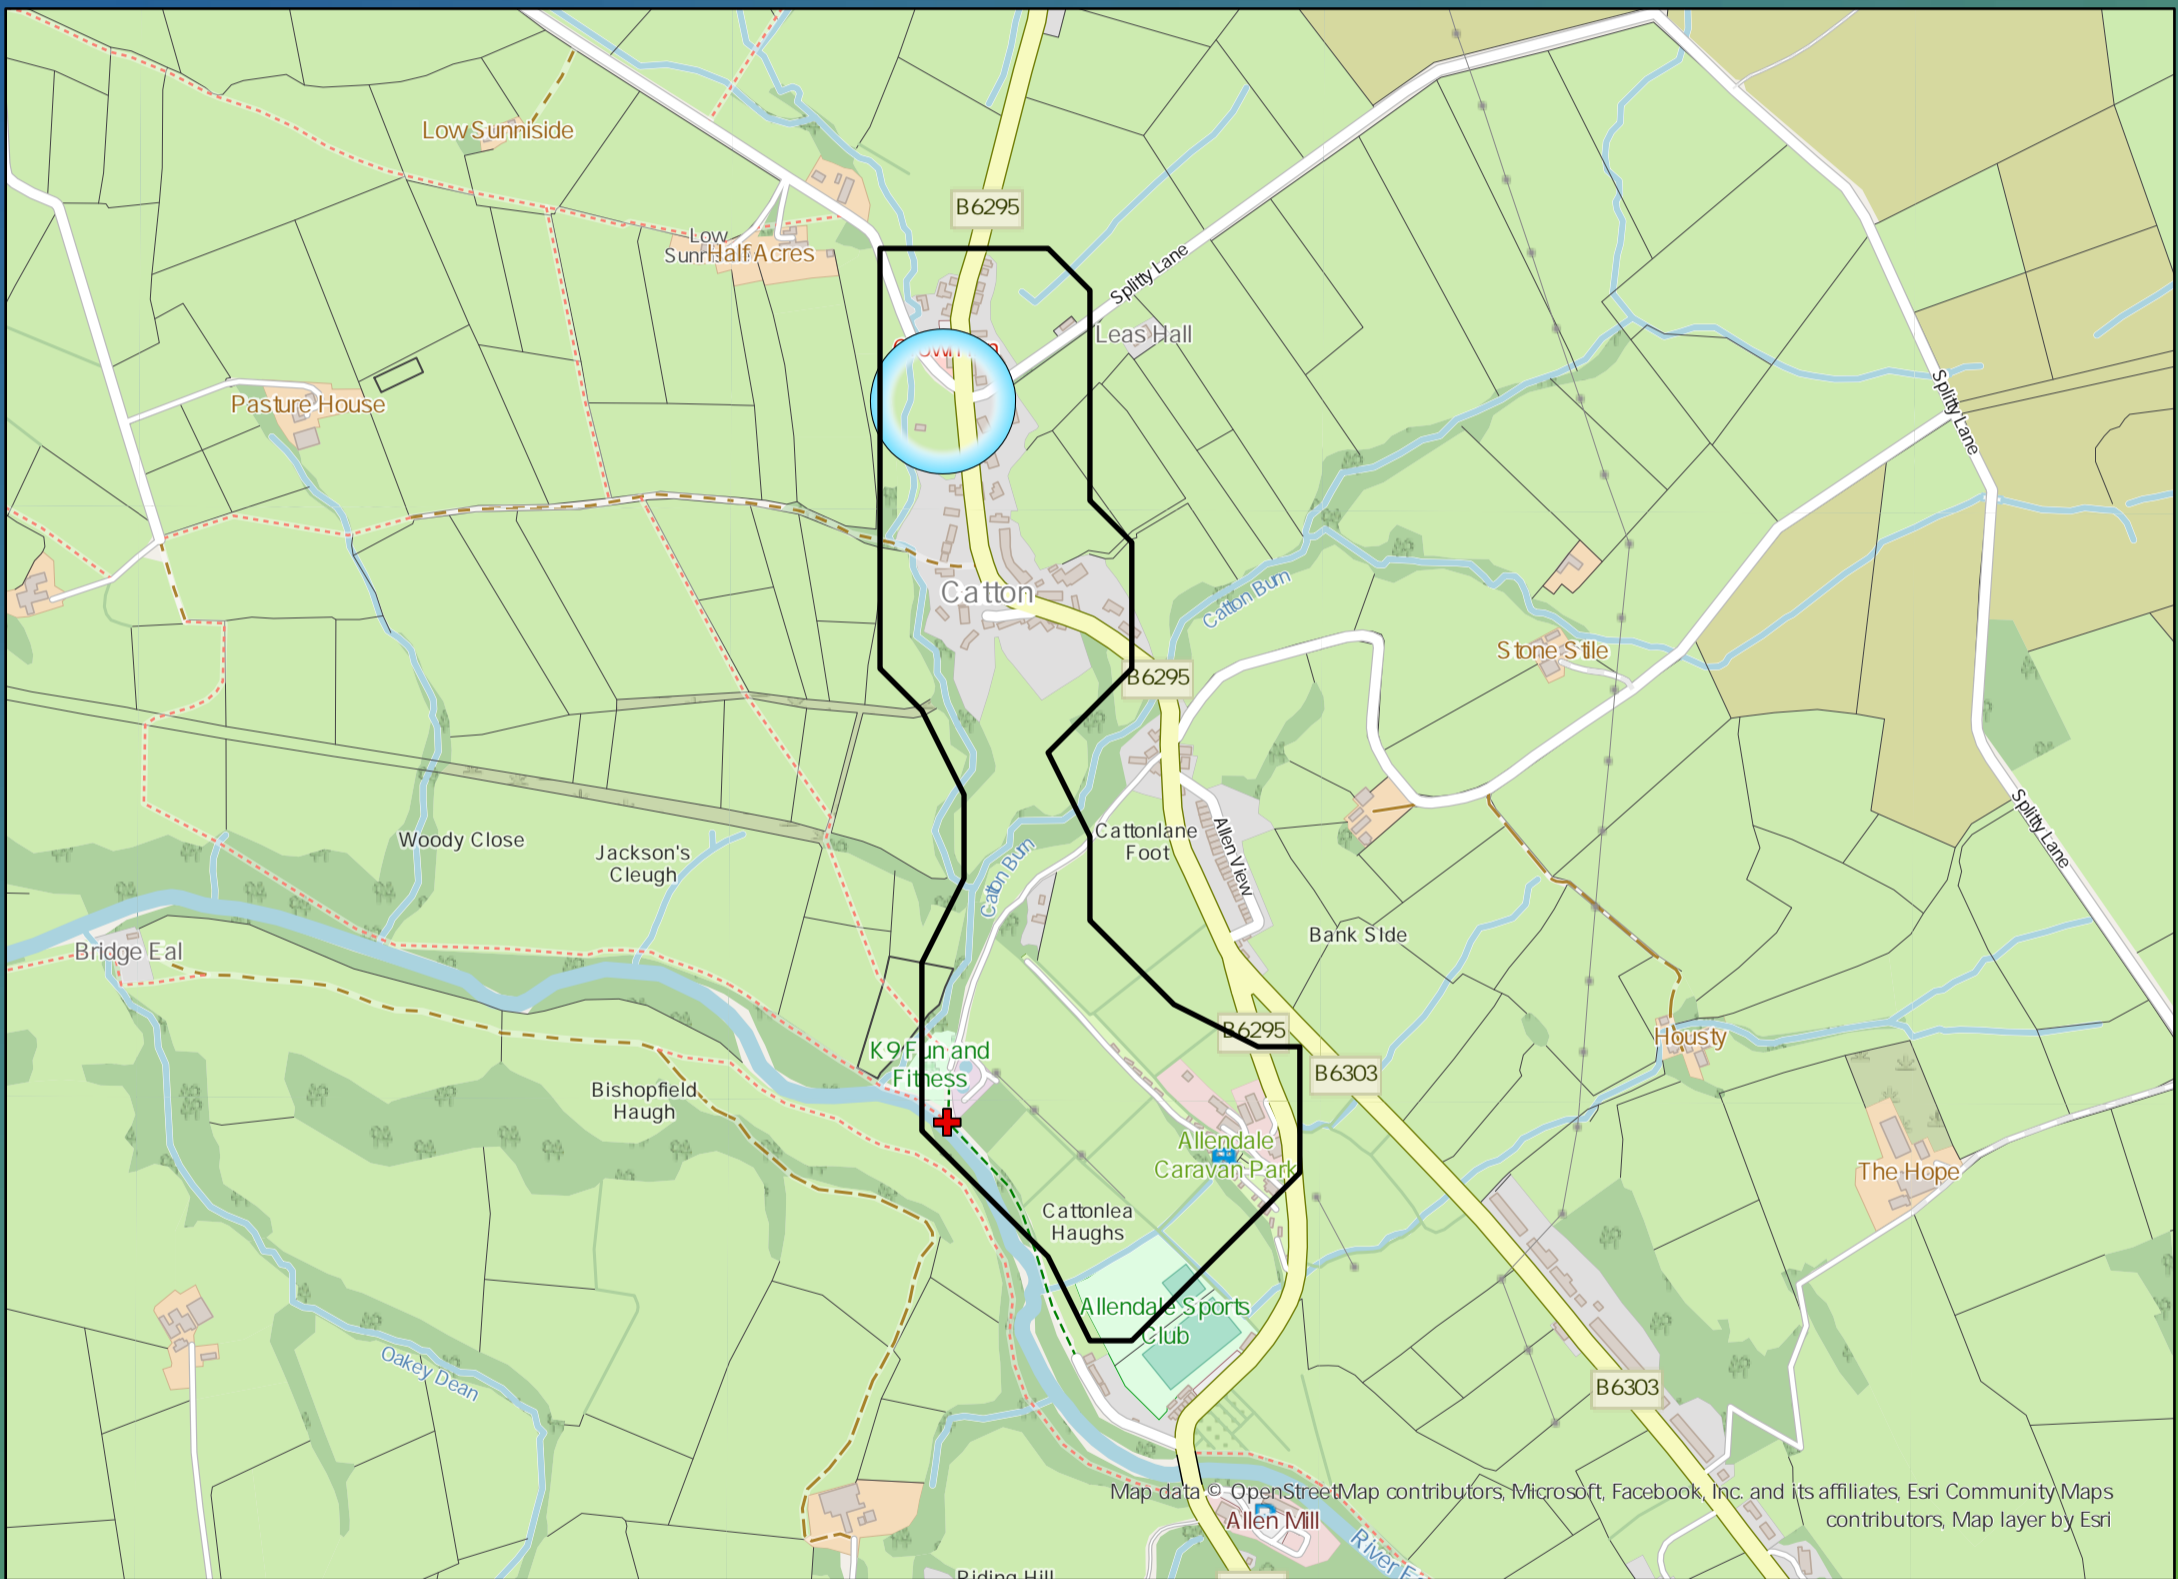 Low Sunniside
B6295
Low
Half Acres
Splitty Lane
Leas Hall
Pasture House
Splitty Lane
Catton
Catton Burn
Stone Stile
B6295
Woody Close
Jackson's
Cleugh
Cattonlane
Foot
Allen View
Splitty Lane
Catton Burn
Bank SIde
Bridge Eal
B6295
Housty
K9 Fun and
Fitness
B6303
Bishopfield
Haugh
Allendale
Caravan Park
The Hope
Cattonlea
Haughs
Allendale Sports
Club
Oakey Dean
B6303
Map data © OpenStreetMap contributors, Microsoft, Facebook, Inc. and its affiliates, Esri Community Maps
contributors, Map layer by Esri
Allen Mill
River
Riding Hill